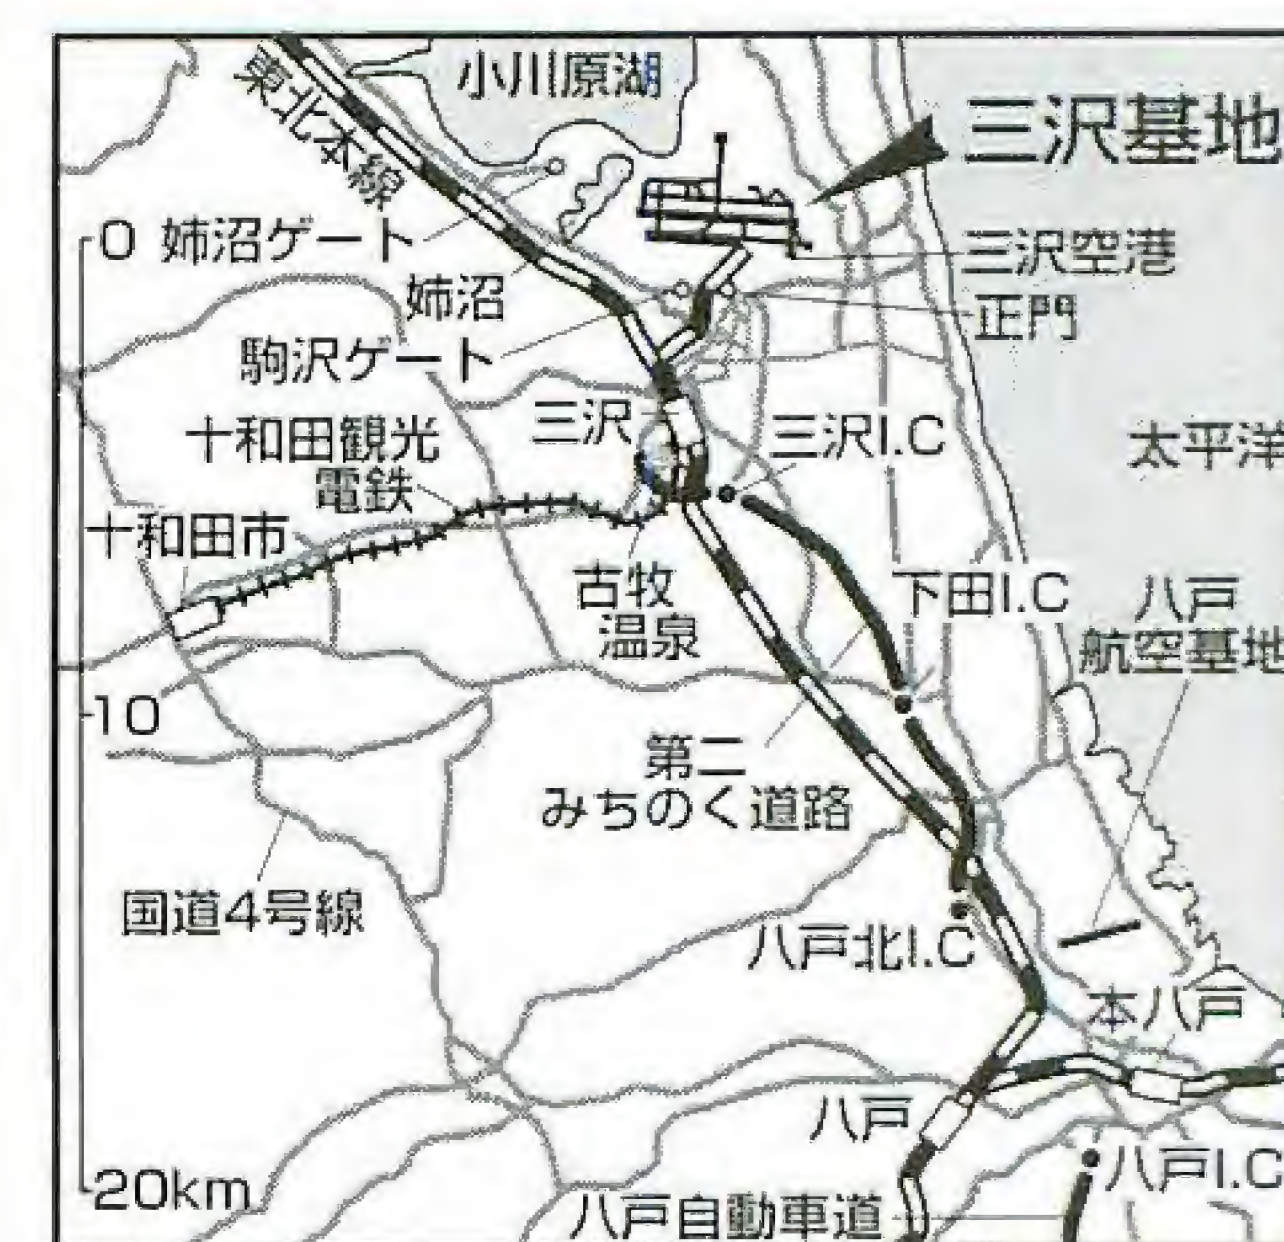 小川原湖
東北本線
三沢基地
0
姉沼ゲート
三沢空港
姉沼
正門
駒沢ゲート
三沢
三沢I.C
十和田観光
電鉄
太平洋
十和田市
古牧
温泉
下田I.C
八戸
航空基地
10
第二
みちのく道路
国道4号線
八戸北I.C
本八戸
八戸
八戸I.C
20km
八戸自動車道